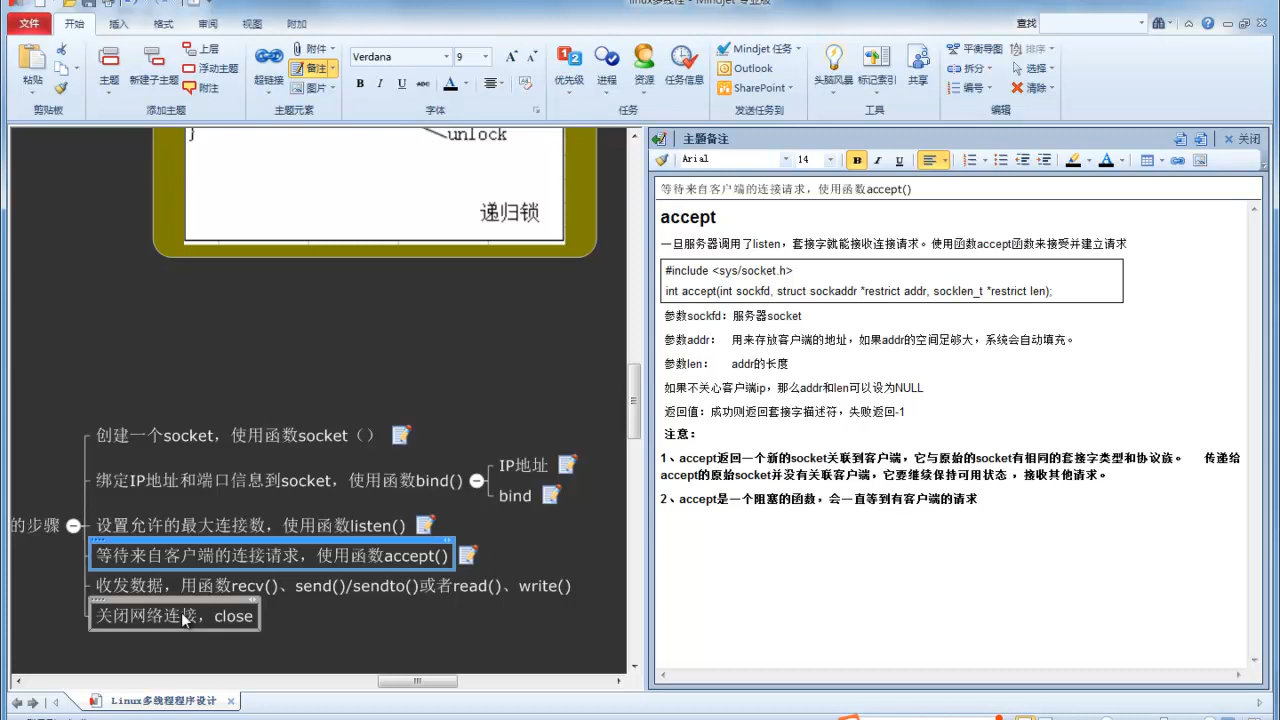 linux多线程 - Mindjet 专业版
文件 开始 插入 格式 审阅 视图 附加 查找
粘贴
剪贴板
主题 新建子主题 上层 浮动主题 附注
添加主题
超链接 附件 备注 图片
主题元素
Verdana 9
B I U A
字体
优先级 进程 资源 任务信息
任务
Mindjet 任务
Outlook
SharePoint
发送任务到
头脑风暴 标记索引 共享
工具
平衡导图 排序
拆分 选择
编号 清除
编辑
}
unlock
递归锁
的步骤
创建一个socket，使用函数socket（）
绑定IP地址和端口信息到socket，使用函数bind()
IP地址
bind
设置允许的最大连接数，使用函数listen()
等待来自客户端的连接请求，使用函数accept()
收发数据，用函数recv()、send()/sendto()或者read()、write()
关闭网络连接，close
Linux多线程程序设计
主题备注 关闭
Arial 14 B I U A
等待来自客户端的连接请求，使用函数accept()
accept
一旦服务器调用了listen，套接字就能接收连接请求。使用函数accept函数来接受并建立请求
#include <sys/socket.h>
int accept(int sockfd, struct sockaddr *restrict addr, socklen_t *restrict len);
参数sockfd：服务器socket
参数addr： 用来存放客户端的地址，如果addr的空间足够大，系统会自动填充。
参数len： addr的长度
如果不关心客户端ip，那么addr和len可以设为NULL
返回值：成功则返回套接字描述符，失败返回-1
注意：
1、accept返回一个新的socket关联到客户端，它与原始的socket有相同的套接字类型和协议族。 传递给
accept的原始socket并没有关联客户端，它要继续保持可用状态 ，接收其他请求。
2、accept是一个阻塞的函数，会一直等到有客户端的请求